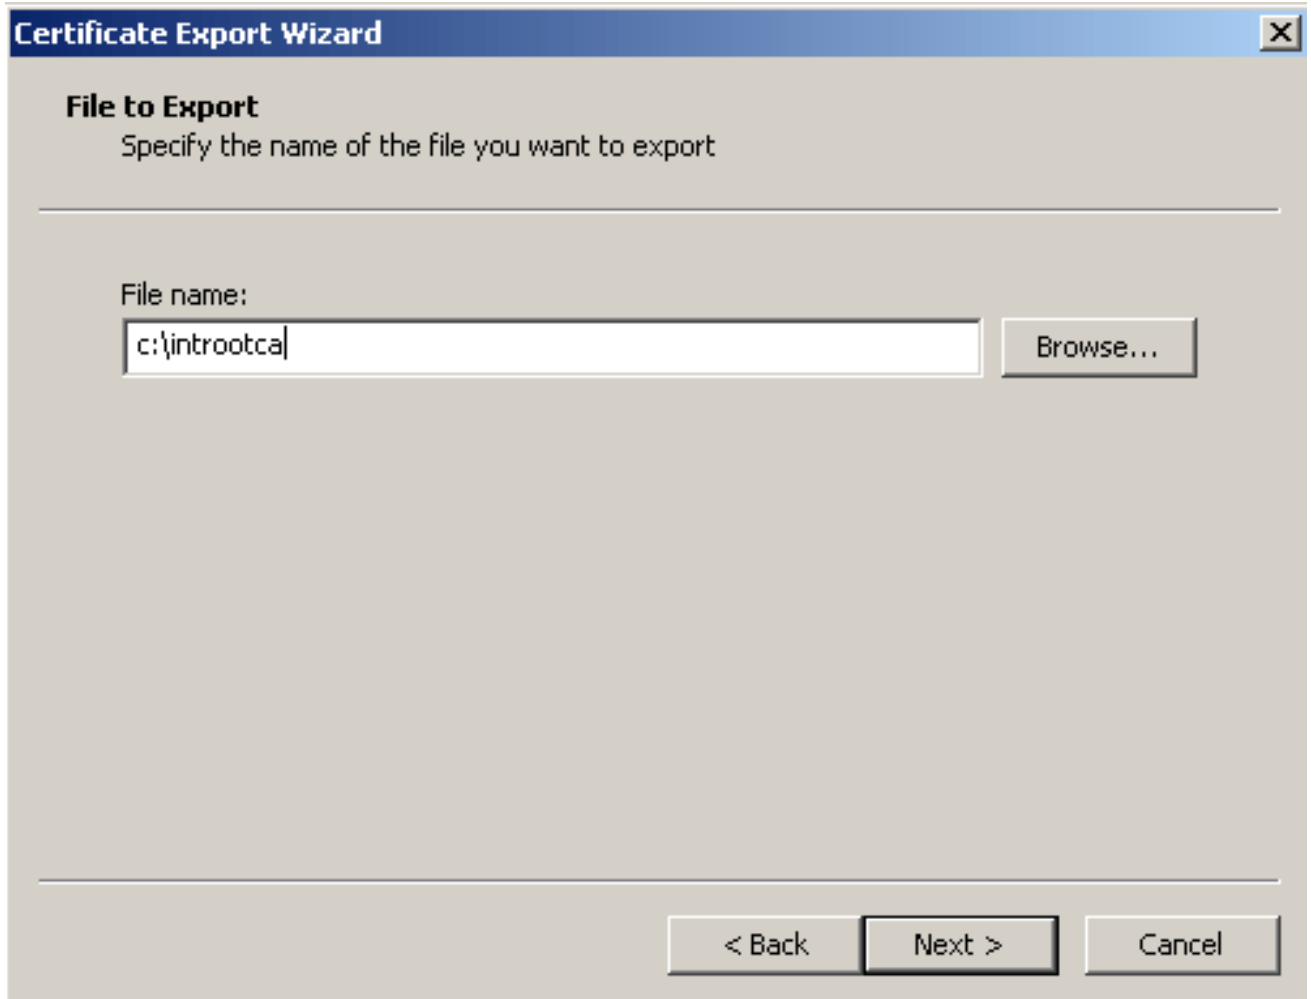 Certificate Export Wizard
File to Export
Specify the name of the file you want to export
File name:
c:\introotca
Browse...
< Back
Next >
Cancel